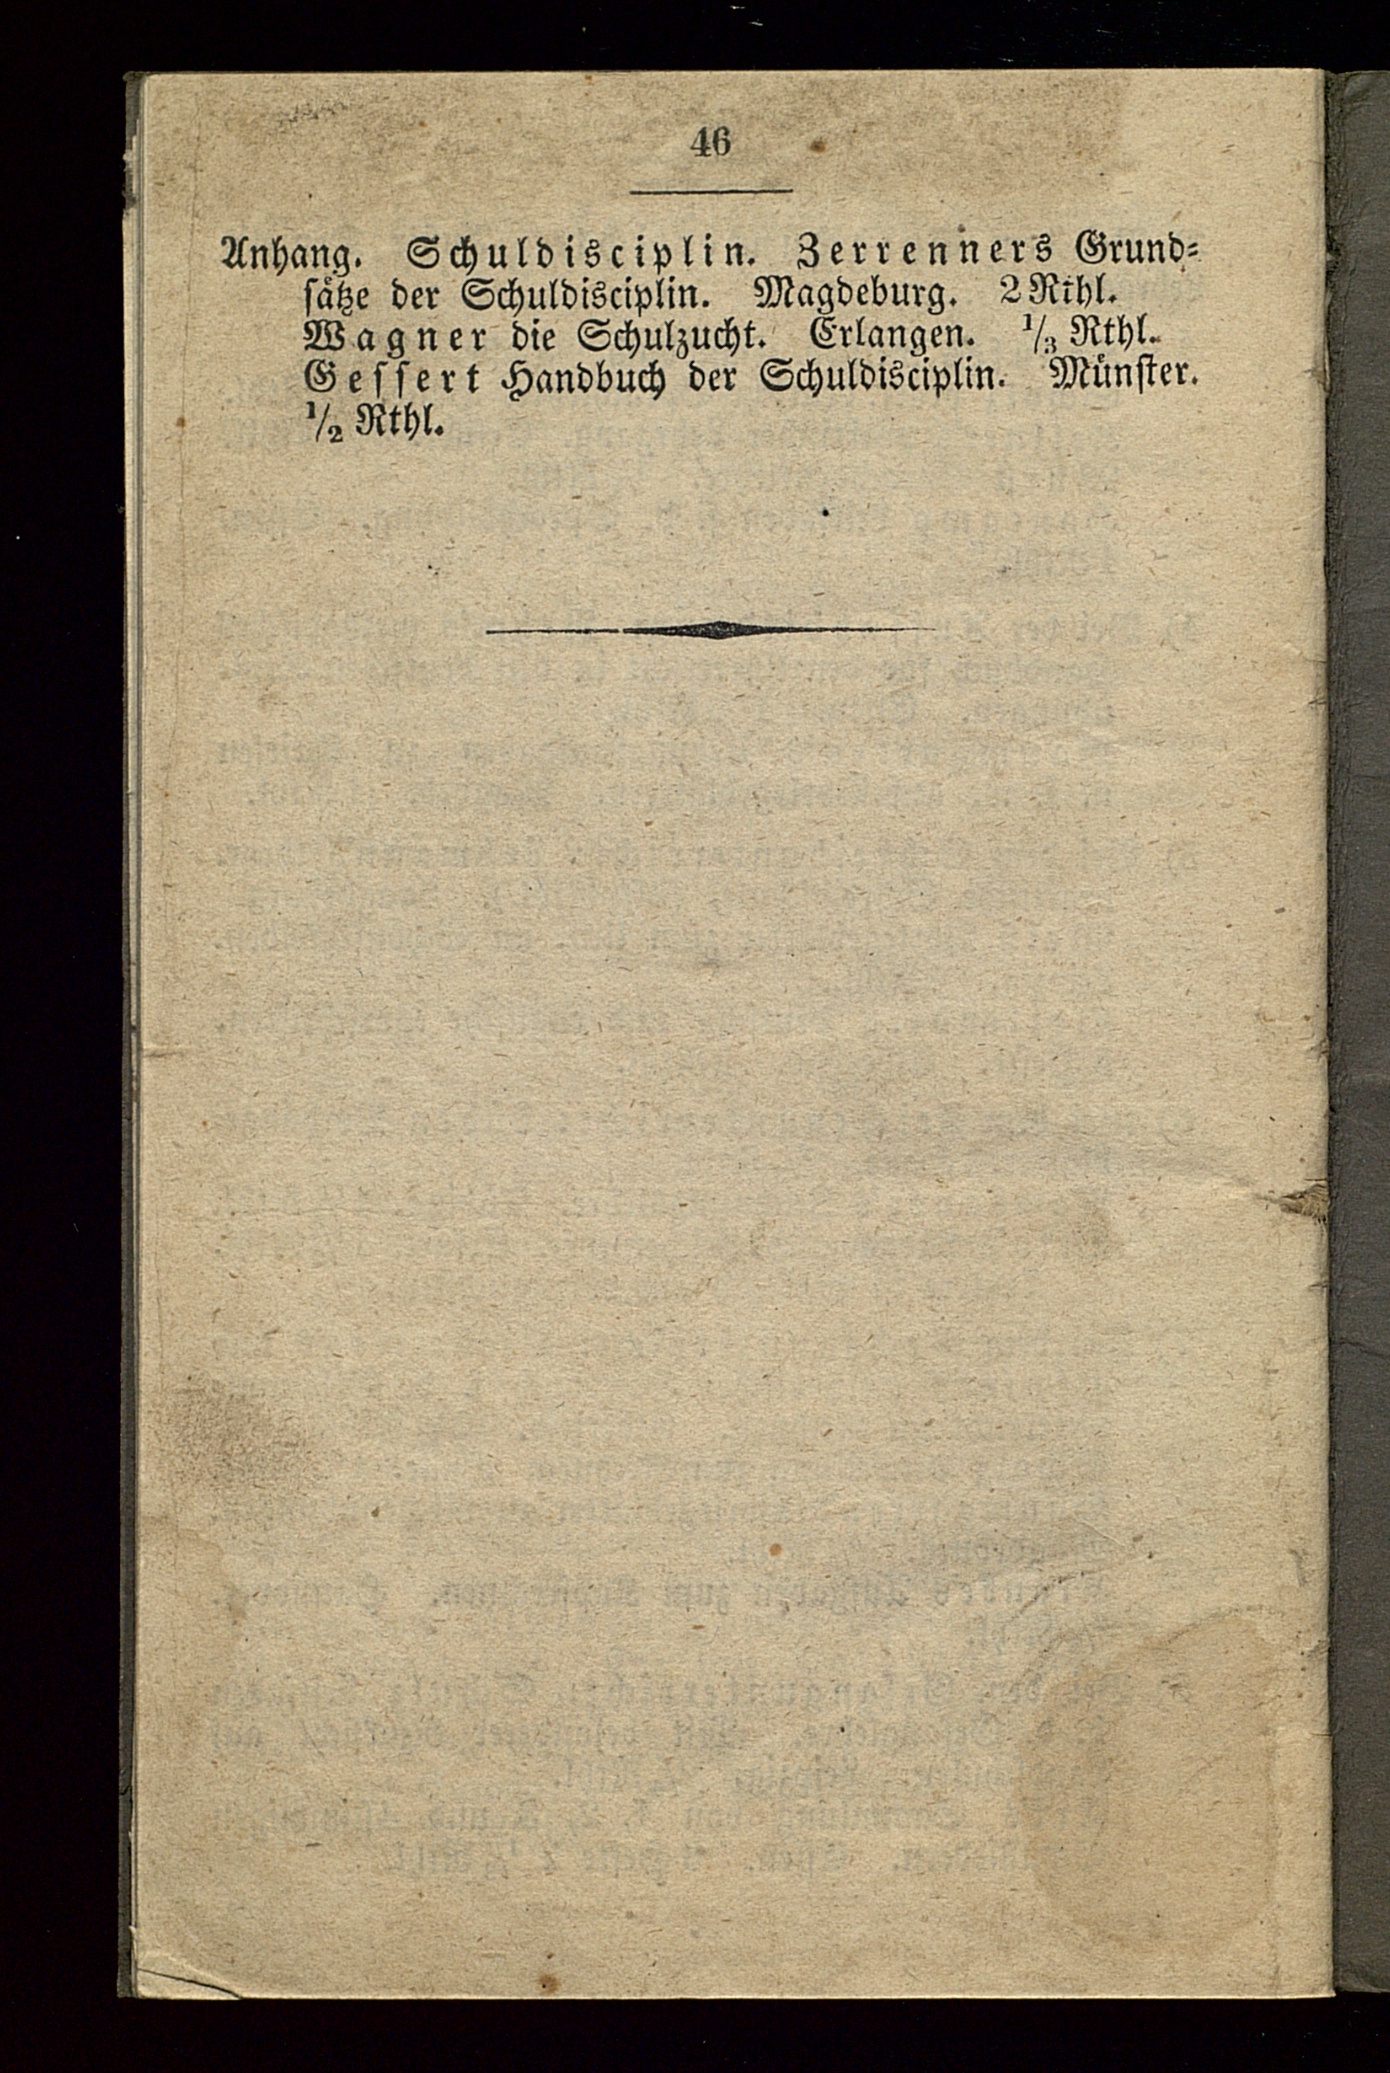 46
Anhang. Schuldisciplin. Zerrenners Grund-
sätze der Schuldisciplin. Magdeburg. 2 Rthl.
Wagner die Schulzucht. Erlangen. 1/3 Rthl.
Gessert Handbuch der Schuldisciplin. Münster.
1/2 Rthl.